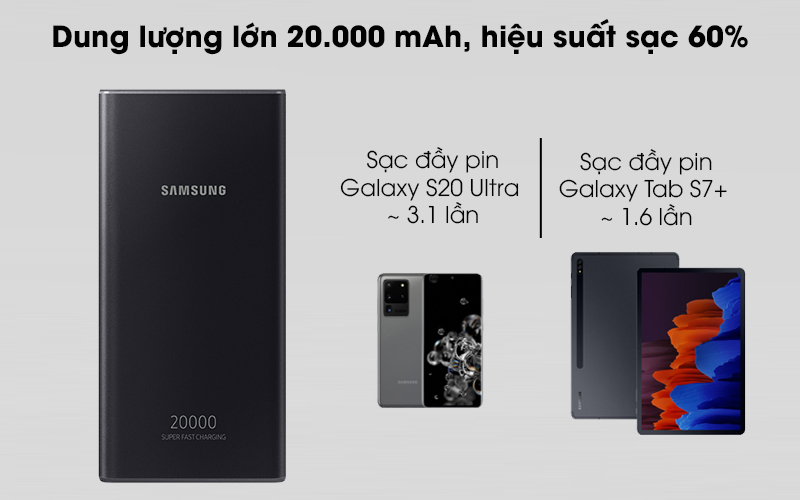 Dung lượng lớn 20.000 mAh, hiệu suất sạc 60%
SAMSUNG
20000
SUPER FAST CHARGING
Sạc đầy pin
Galaxy S20 Ultra
~ 3.1 lần
Sạc đầy pin
Galaxy Tab S7+
~ 1.6 lần
SAMSUNG